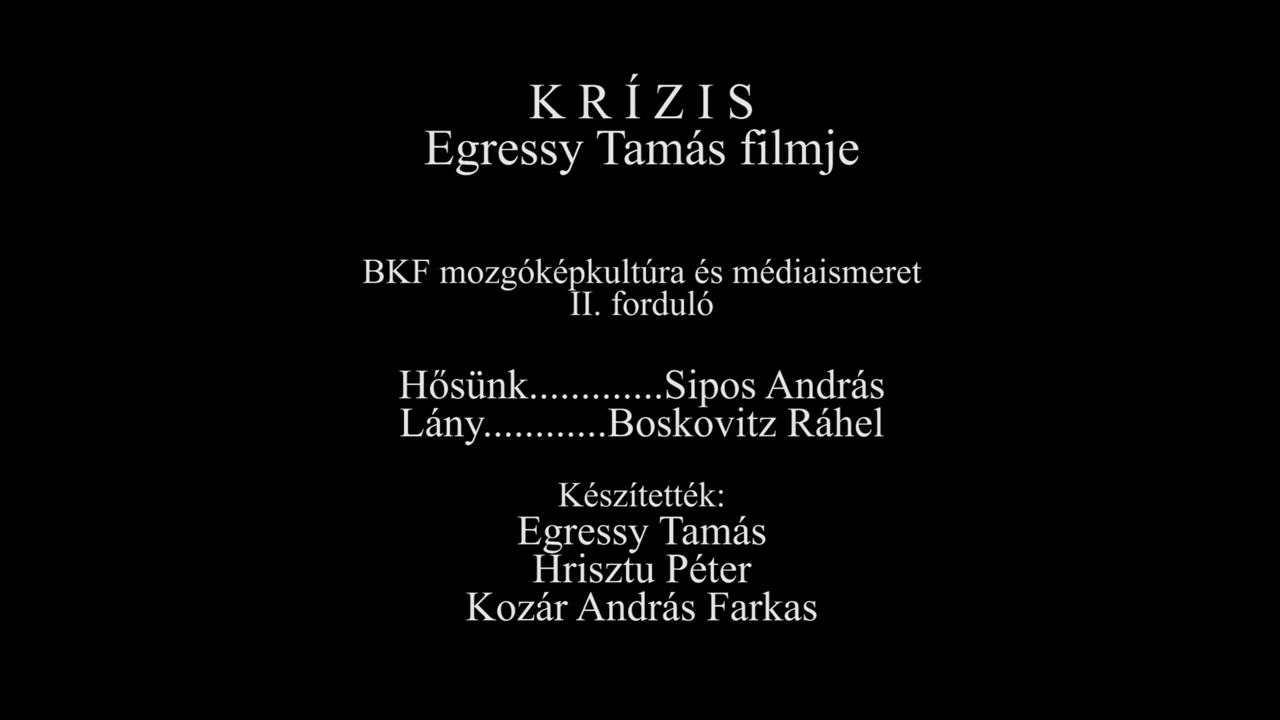 K R Í Z I S
Egressy Tamás filmje
BKF mozgóképkultúra és médiaismeret
II. forduló
Hősünk.............Sipos András
Lány............Boskovitz Ráhel
Készítették:
Egressy Tamás
Hrisztu Péter
Kozár András Farkas